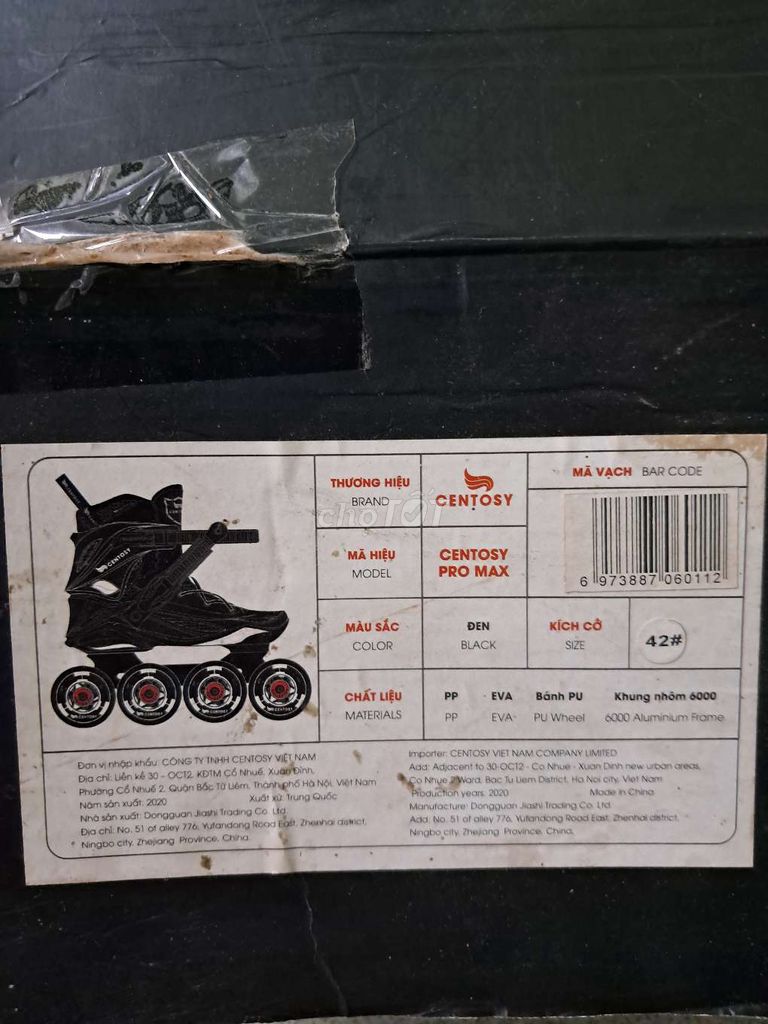 THƯƠNG HIỆU
BRAND
CENTOSY
MÃ VẠCH BAR CODE
6 973887 060112
MÃ HIỆU
MODEL
CENTOSY
PRO MAX
MÀU SẮC
COLOR
ĐEN
BLACK
KÍCH CỠ
SIZE
42#
CHẤT LIỆU
MATERIALS
PP EVA Bánh PU Khung nhôm 6000
PP EVA PU Wheel 6000 Aluminium Frame
CENTOSY
CENTOSY
chợTỐT
Đơn vị nhập khẩu: CÔNG TY TNHH CENTOSY VIỆT NAM
Địa chỉ: Liền kề 30 - OCT2, KĐTM Cổ Nhuế, Xuân Đỉnh,
Phường Cổ Nhuế 2, Quận Bắc Từ Liêm, Thành phố Hà Nội, Việt Nam
Năm sản xuất: 2020 Xuất xứ: Trung Quốc
Nhà sản xuất: Dongguan Jiashi Trading Co. Ltd
Địa chỉ: No. 51 of alley 776, Yufandong Road East, Zhenhai district,
Ningbo city, Zhejiang Province, China.
Importer: CENTOSY VIET NAM COMPANY LIMITED
Add: Adjacent to 30-OCT2 - Co Nhue - Xuan Dinh new urban areas,
Co Nhue 2 Ward, Bac Tu Liem District, Ha Noi city, Viet Nam
Production years: 2020 Made in China
Manufacture: Dongguan Jiashi Trading Co. Ltd.
Add: No. 51 of alley 776, Yufandong Road East, Zhenhai district,
Ningbo city, Zhejiang Province, China.